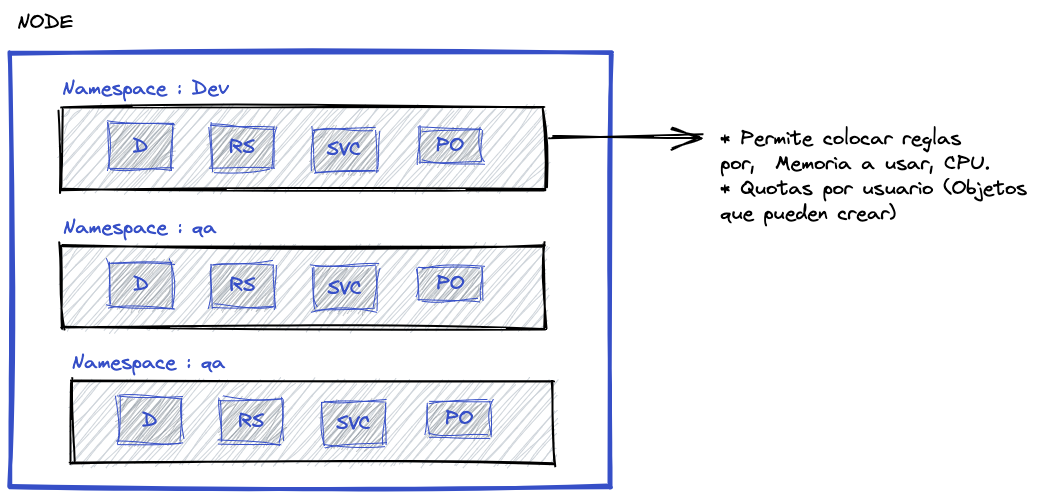 NODE
Namespace : Dev
D RS SVC PO
* Permite colocar reglas
por, Memoria a usar, CPU.
* Quotas por usuario (Objetos
que pueden crear)
Namespace : qa
D RS SVC PO
Namespace : qa
D RS SVC PO